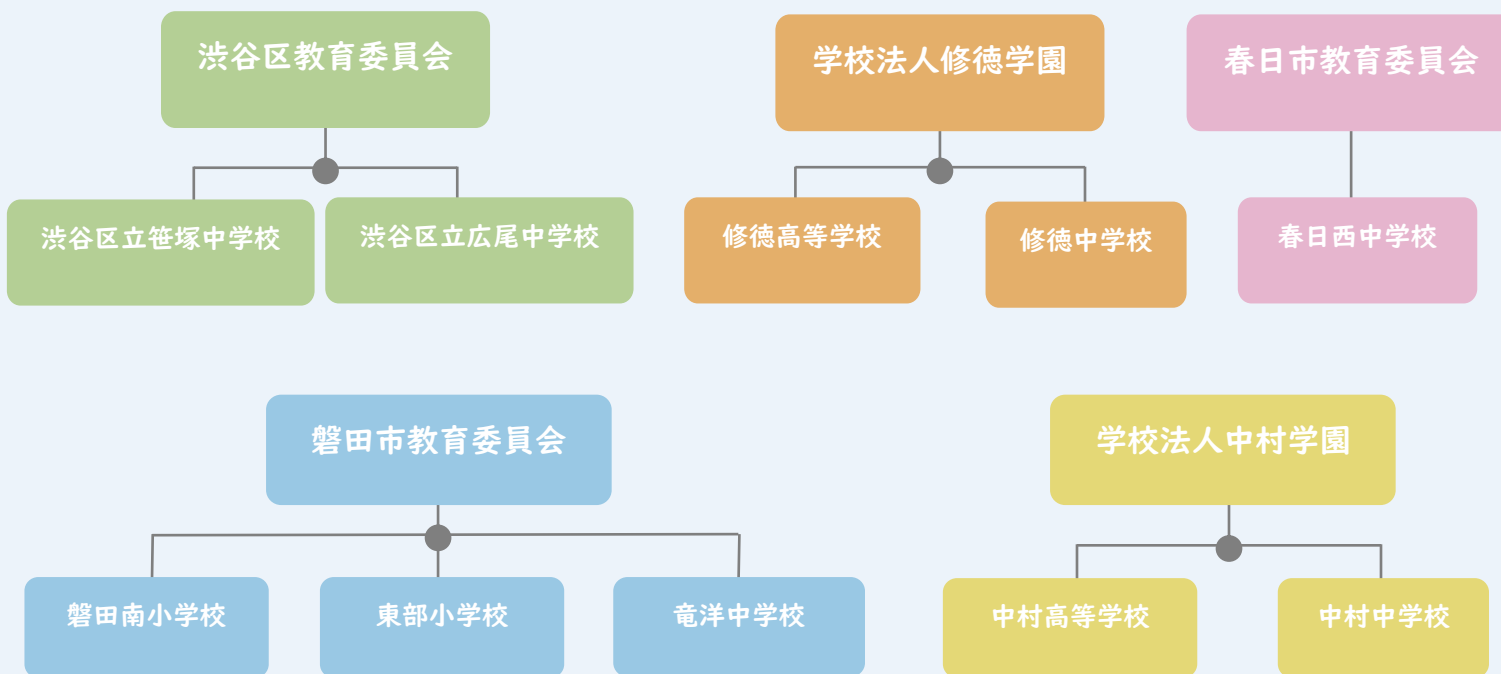 渋谷区教育委員会
学校法人修徳学園
春日市教育委員会
渋谷区立笹塚中学校
渋谷区立広尾中学校
修徳高等学校
修徳中学校
春日西中学校
磐田市教育委員会
学校法人中村学園
磐田南小学校
東部小学校
竜洋中学校
中村高等学校
中村中学校